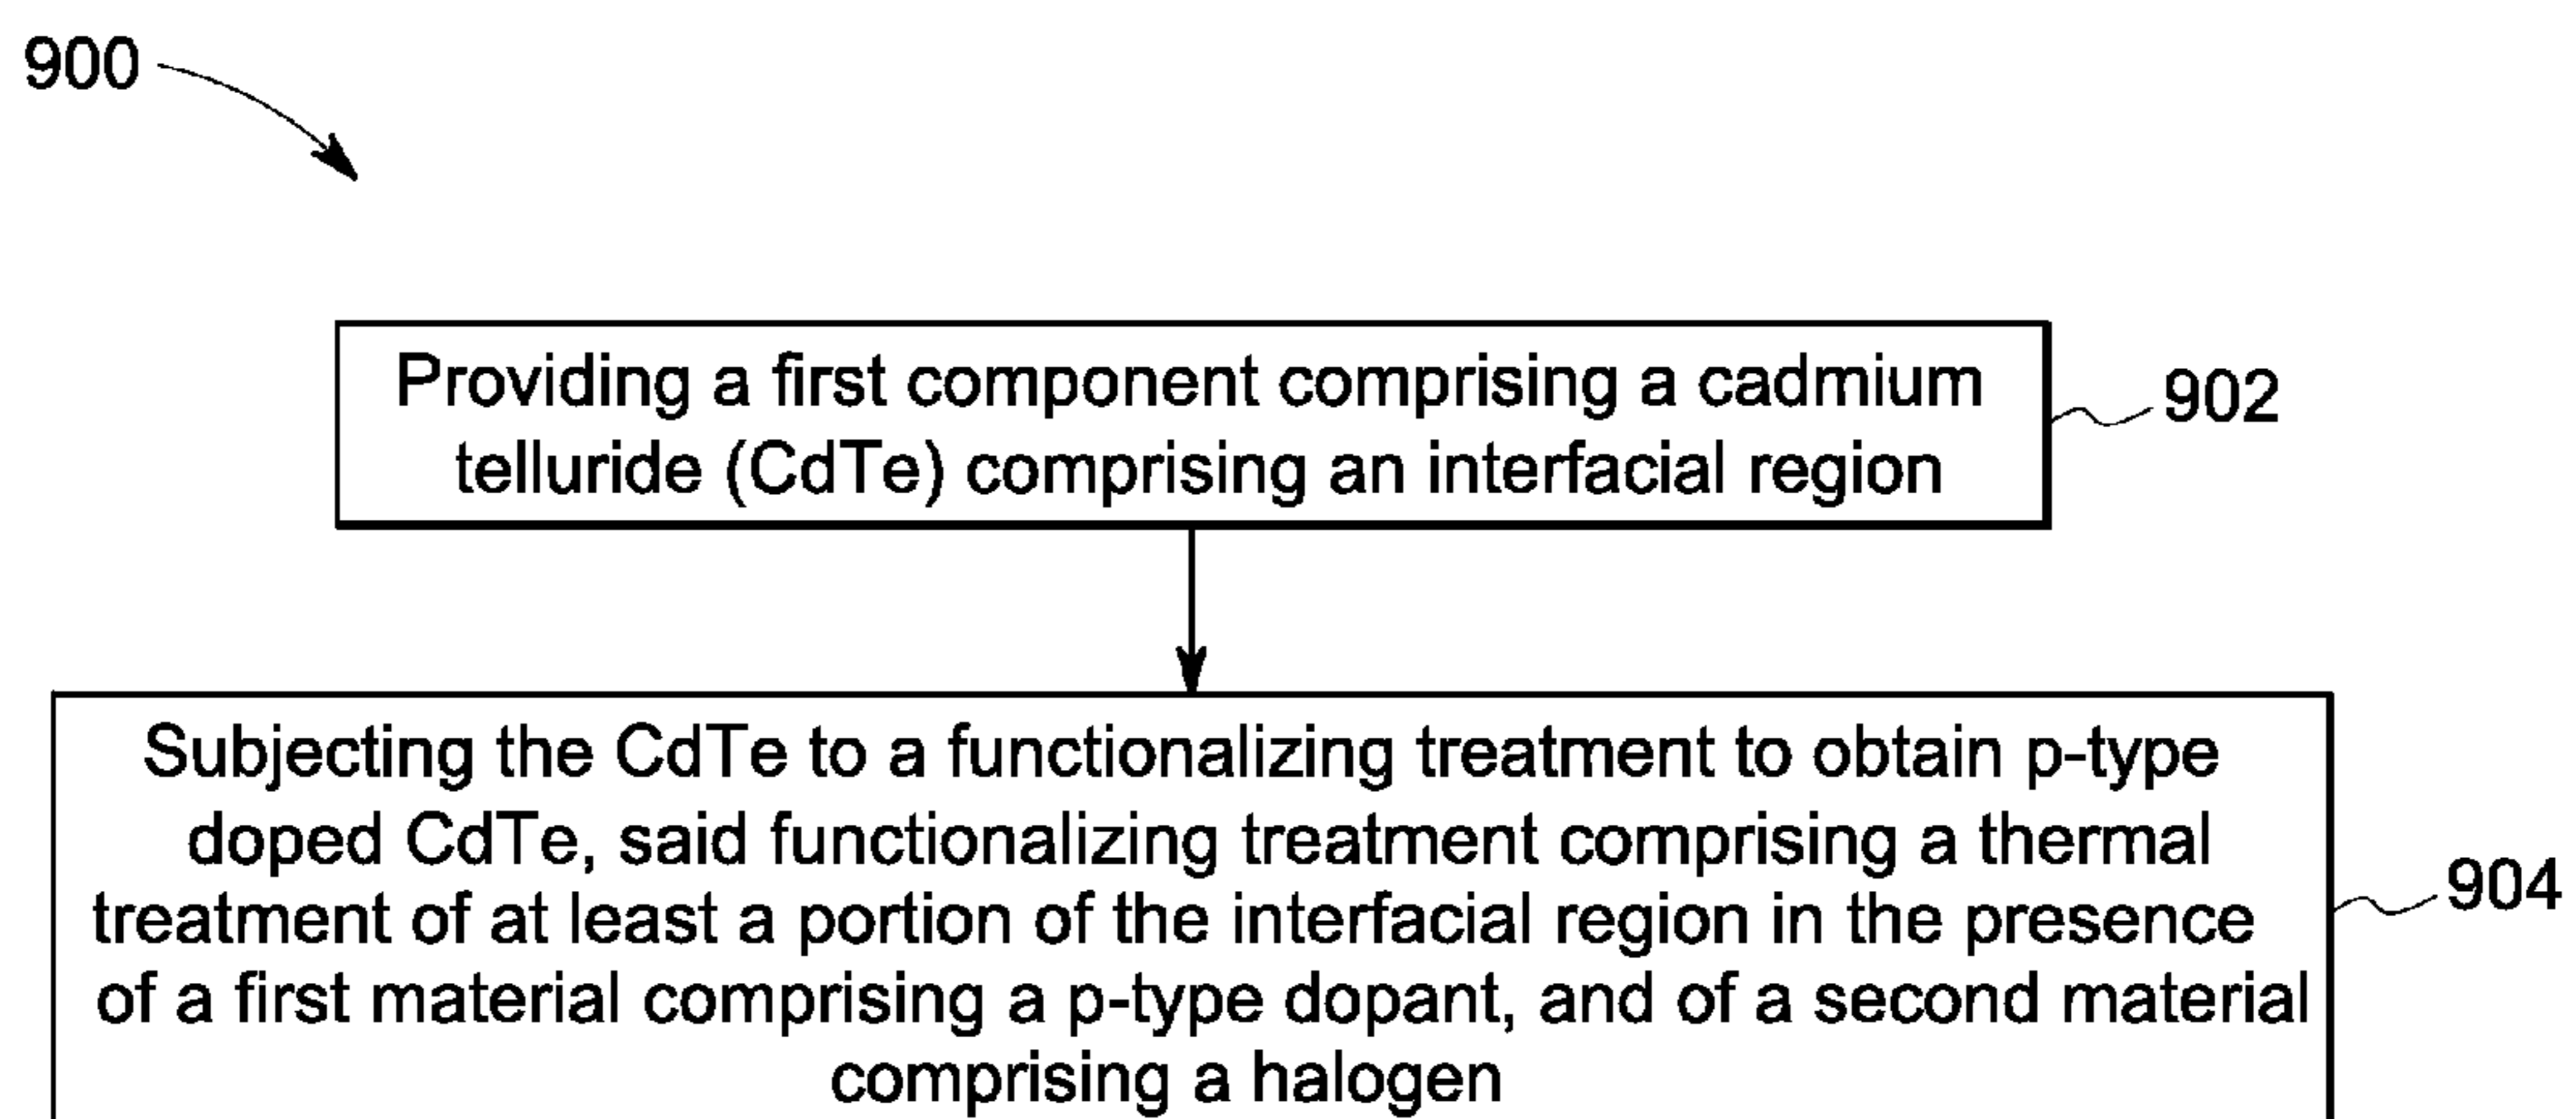 900
Providing a first component comprising a cadmium
telluride (CdTe) comprising an interfacial region
902
Subjecting the CdTe to a functionalizing treatment to obtain p-type
doped CdTe, said functionalizing treatment comprising a thermal
treatment of at least a portion of the interfacial region in the presence
of a first material comprising a p-type dopant, and of a second material
comprising a halogen
904